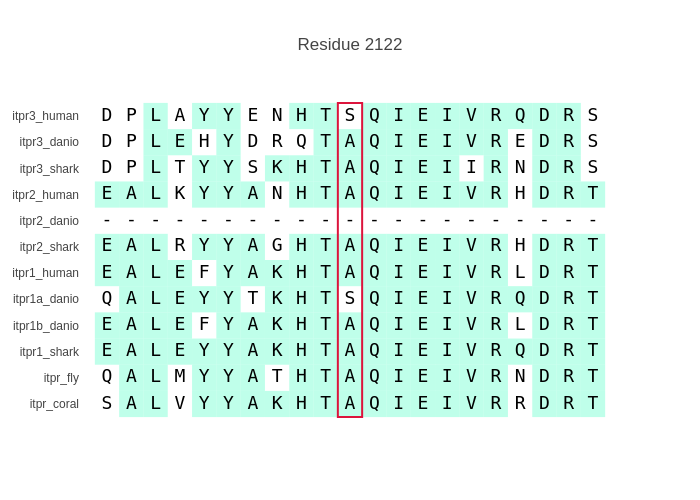 Residue 2122
itpr3_human D P L A Y Y E N H T S Q I E I V R Q D R S
itpr3_danio D P L E H Y D R Q T A Q I E I V R E D R S
itpr3_shark D P L T Y Y S K H T A Q I E I I R N D R S
itpr2_human E A L K Y Y A N H T A Q I E I V R H D R T
itpr2_danio - - - - - - - - - - - - - - - - - - - - -
itpr2_shark E A L R Y Y A G H T A Q I E I V R H D R T
itpr1_human E A L E F Y A K H T A Q I E I V R L D R T
itpr1a_danio Q A L E Y Y T K H T S Q I E I V R Q D R T
itpr1b_danio E A L E F Y A K H T A Q I E I V R L D R T
itpr1_shark E A L E Y Y A K H T A Q I E I V R Q D R T
itpr_fly Q A L M Y Y A T H T A Q I E I V R N D R T
itpr_coral S A L V Y Y A K H T A Q I E I V R R D R T